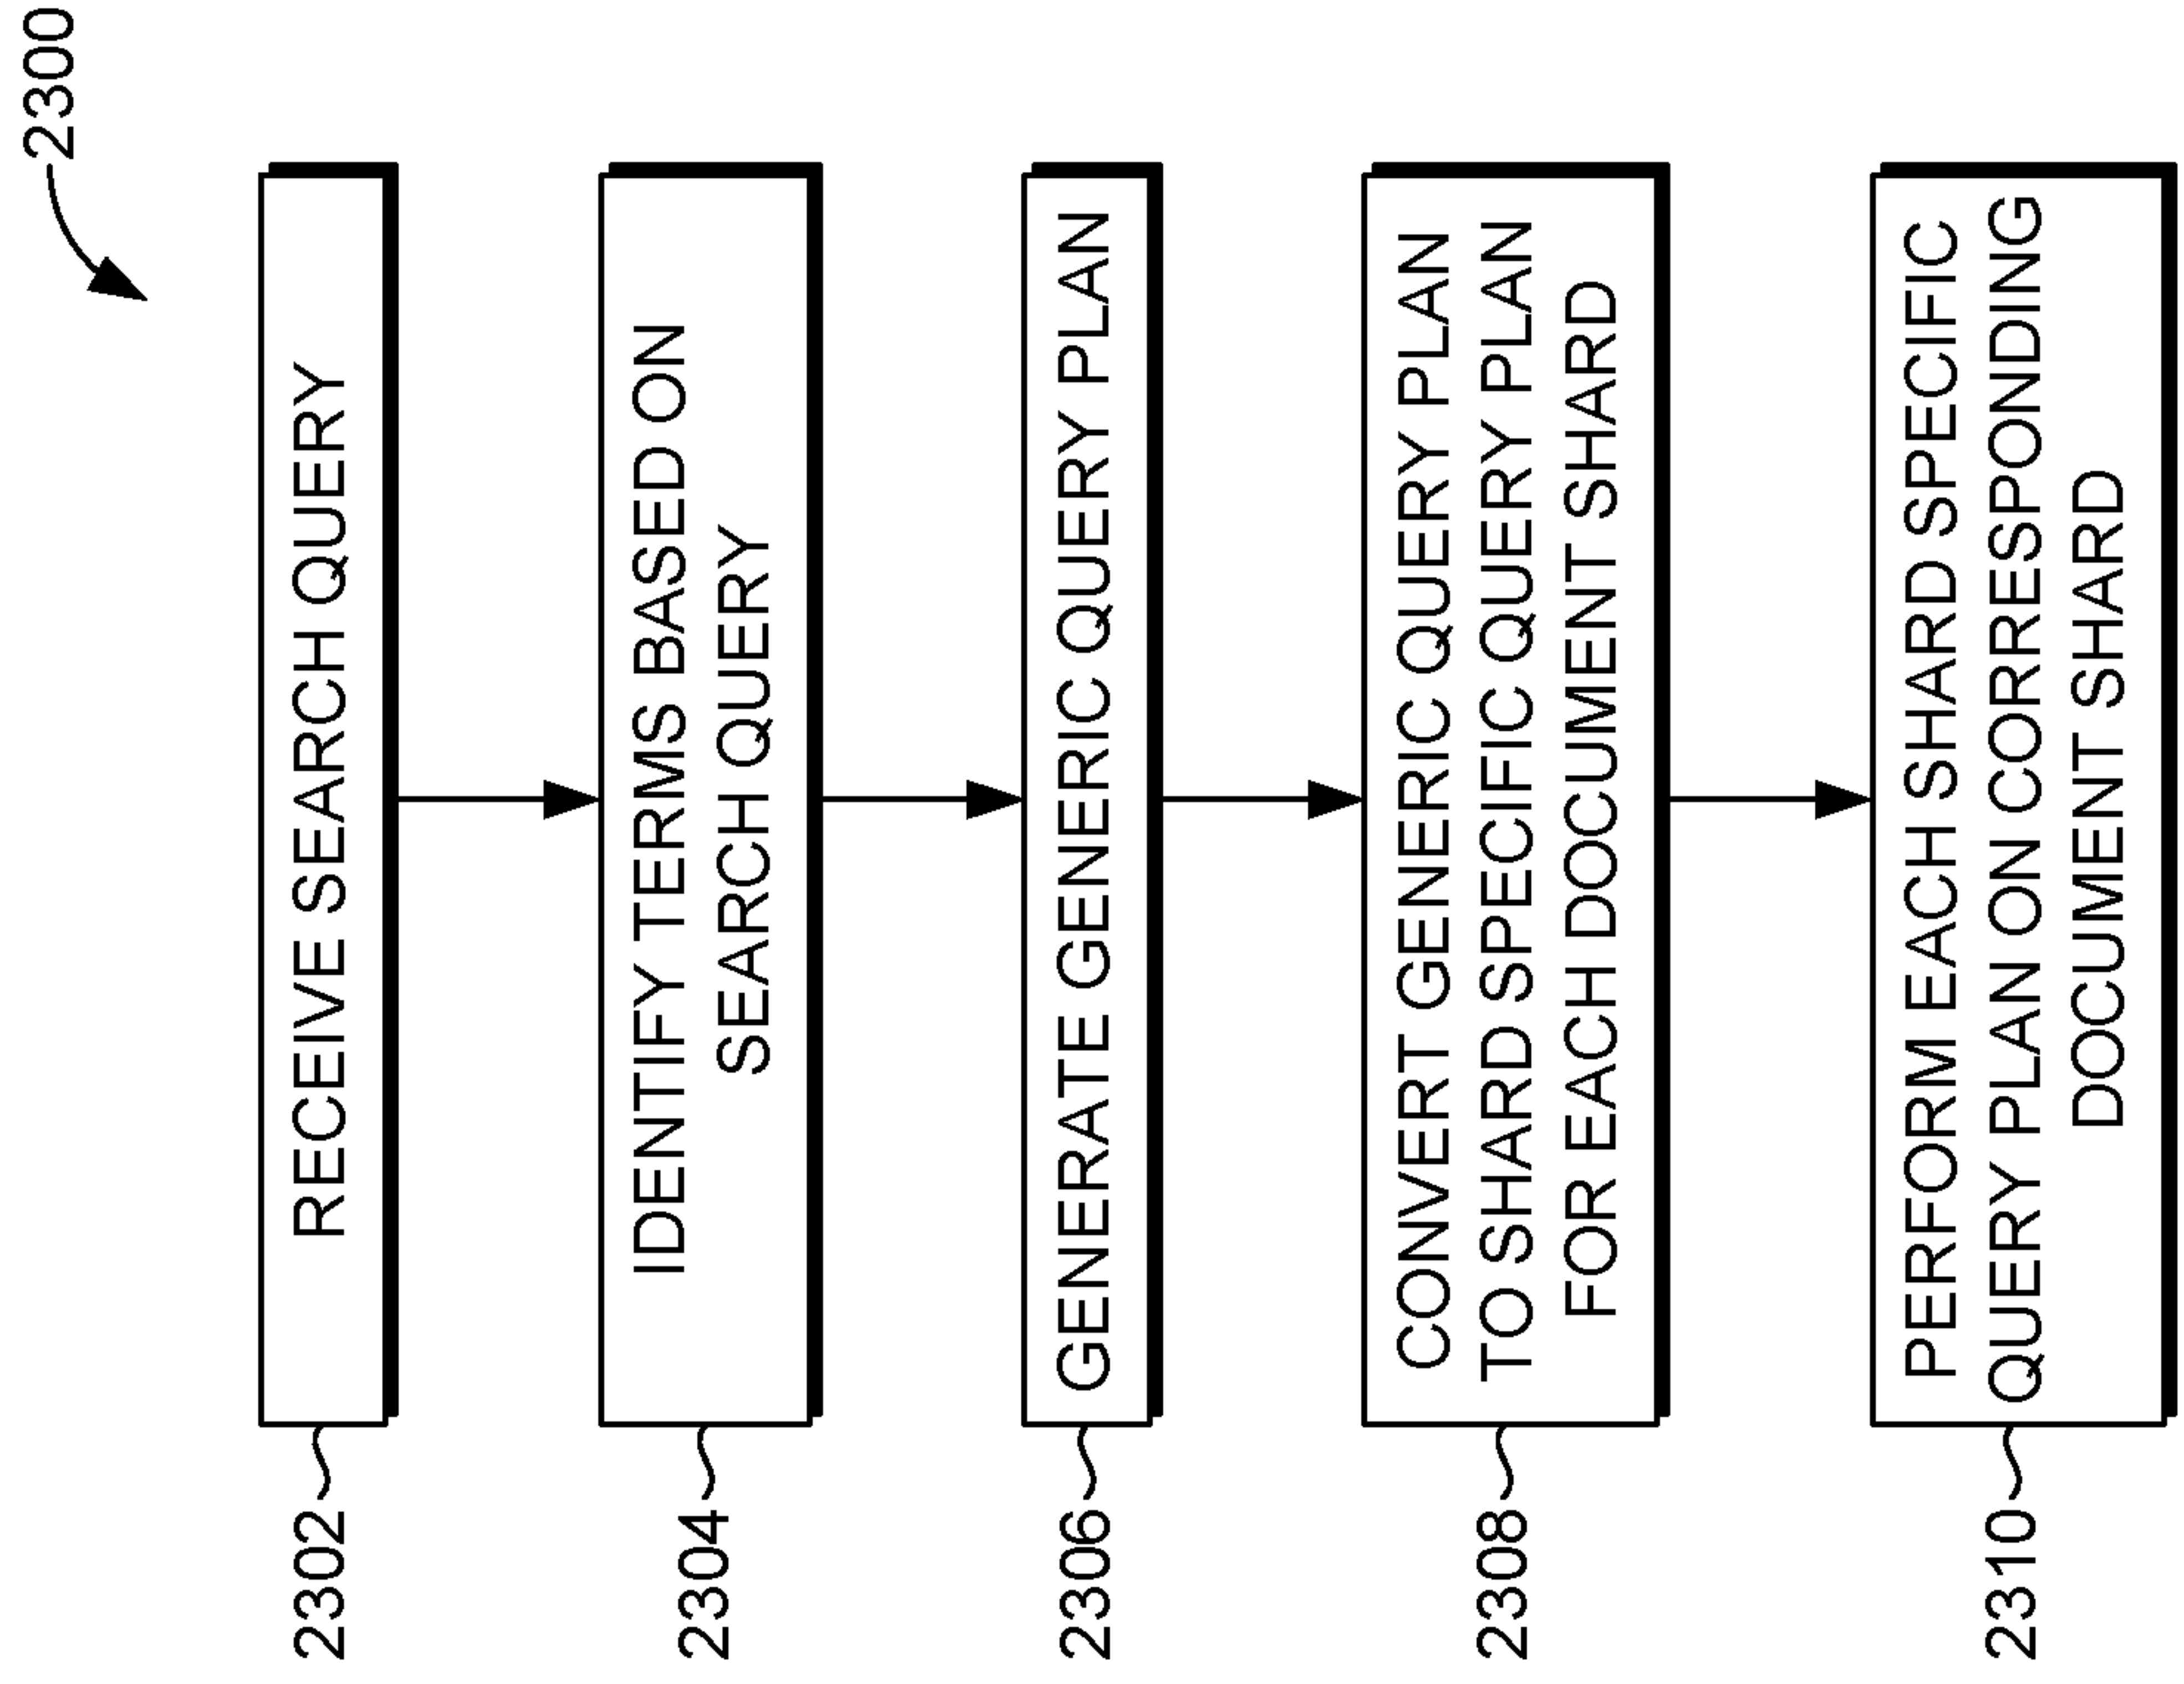 2300
2302
RECEIVE SEARCH QUERY
2304
IDENTIFY TERMS BASED ON
SEARCH QUERY
2306
GENERATE GENERIC QUERY PLAN
2308
CONVERT GENERIC QUERY PLAN
TO SHARD SPECIFIC QUERY PLAN
FOR EACH DOCUMENT SHARD
2310
PERFORM EACH SHARD SPECIFIC
QUERY PLAN ON CORRESPONDING
DOCUMENT SHARD